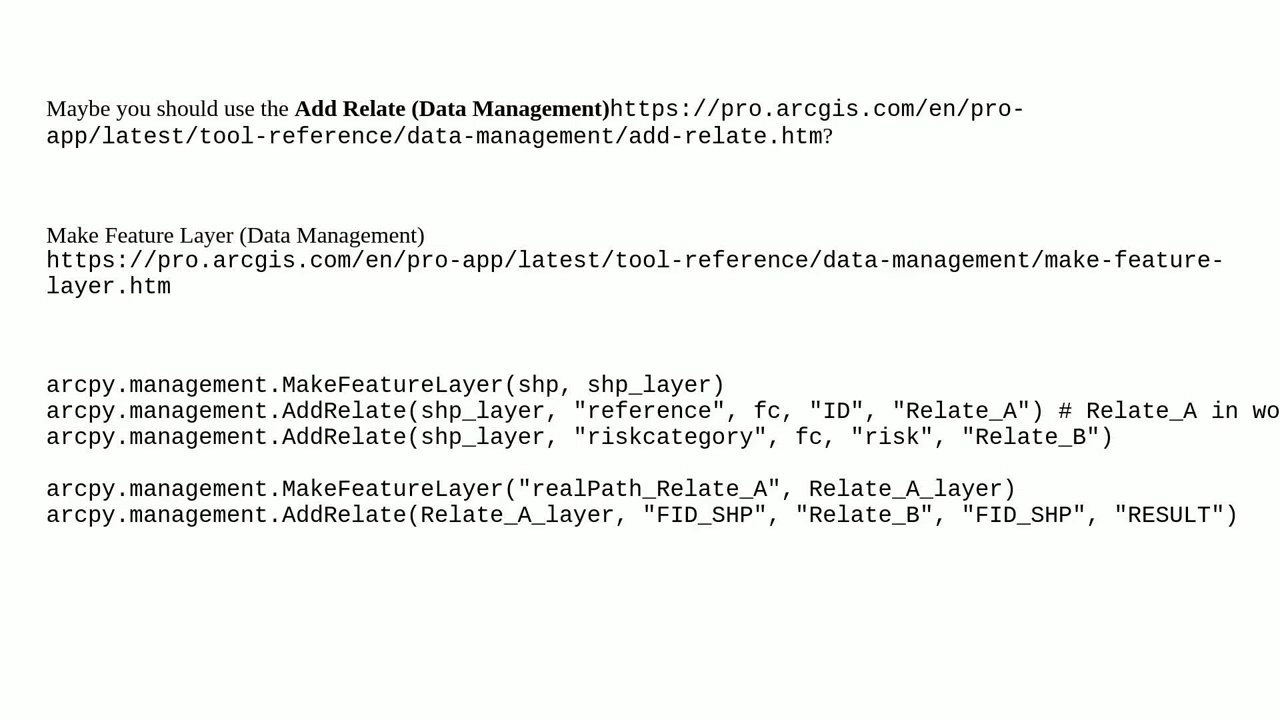 Maybe you should use the Add Relate (Data Management)https://pro.arcgis.com/en/pro-
app/latest/tool-reference/data-management/add-relate.htm?
Make Feature Layer (Data Management)
https://pro.arcgis.com/en/pro-app/latest/tool-reference/data-management/make-feature-
layer.htm
arcpy.management.MakeFeatureLayer(shp, shp_layer)
arcpy.management.AddRelate(shp_layer, "reference", fc, "ID", "Relate_A") # Relate_A in wo
arcpy.management.AddRelate(shp_layer, "riskcategory", fc, "risk", "Relate_B")
arcpy.management.MakeFeatureLayer("realPath_Relate_A", Relate_A_layer)
arcpy.management.AddRelate(Relate_A_layer, "FID_SHP", "Relate_B", "FID_SHP", "RESULT")